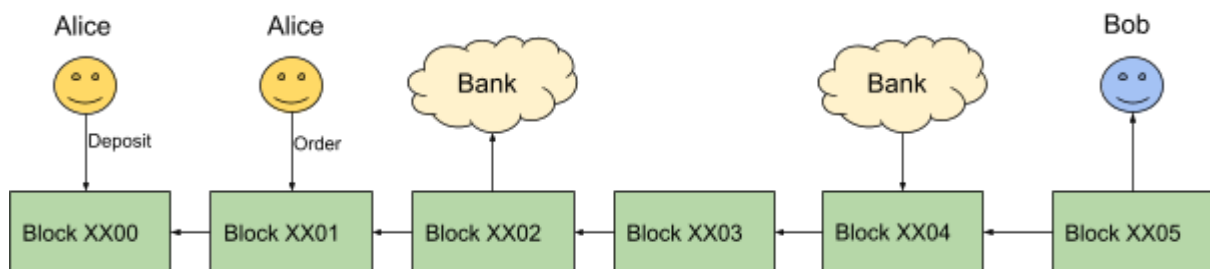 Alice
Alice
Bank
Bank
Bob
Deposit
Order
Block XX00
Block XX01
Block XX02
Block XX03
Block XX04
Block XX05